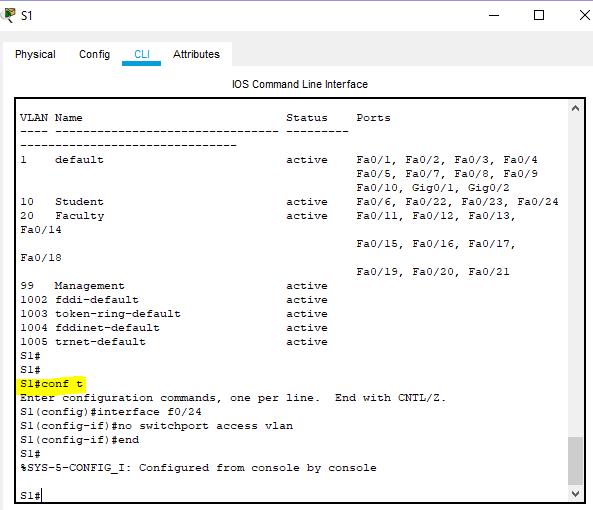 S1
Physical Config CLI Attributes
IOS Command Line Interface
VLAN Name                             Status    Ports
---- -------------------------------- --------- -------------------------------
1    default                          active    Fa0/1, Fa0/2, Fa0/3, Fa0/4
                                                Fa0/5, Fa0/7, Fa0/8, Fa0/9
                                                Fa0/10, Gig0/1, Gig0/2
10   Student                          active    Fa0/6, Fa0/22, Fa0/23, Fa0/24
20   Faculty                          active    Fa0/11, Fa0/12, Fa0/13,
Fa0/14
                                                Fa0/15, Fa0/16, Fa0/17,
Fa0/18
                                                Fa0/19, Fa0/20, Fa0/21
99   Management                       active
1002 fddi-default                     active
1003 token-ring-default               active
1004 fddinet-default                  active
1005 trnet-default                    active
S1#
S1#
S1#conf t
Enter configuration commands, one per line.  End with CNTL/Z.
S1(config)#interface f0/24
S1(config-if)#no switchport access vlan
S1(config-if)#end
S1#
%SYS-5-CONFIG_I: Configured from console by console
S1#